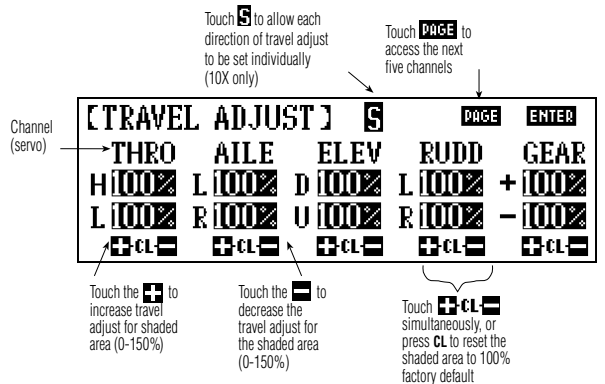 Touch S to allow each
direction of travel adjust
to be set individually
(10X only)
Touch PAGE to
access the next
five channels
Channel
(servo)
[TRAVEL ADJUST] S PAGE ENTER
THRO AILE ELEV RUDD GEAR
H 100% L 100% D 100% L 100% + 100%
L 100% R 100% U 100% R 100% - 100%
+-CL-- +-CL-- +-CL-- +-CL-- +-CL--
Touch the + to
increase travel
adjust for shaded
area (0-150%)
Touch the - to
decrease the
travel adjust for
the shaded area
(0-150%)
Touch +-CL--
simultaneously, or
press CL to reset the
shaded area to 100%
factory default